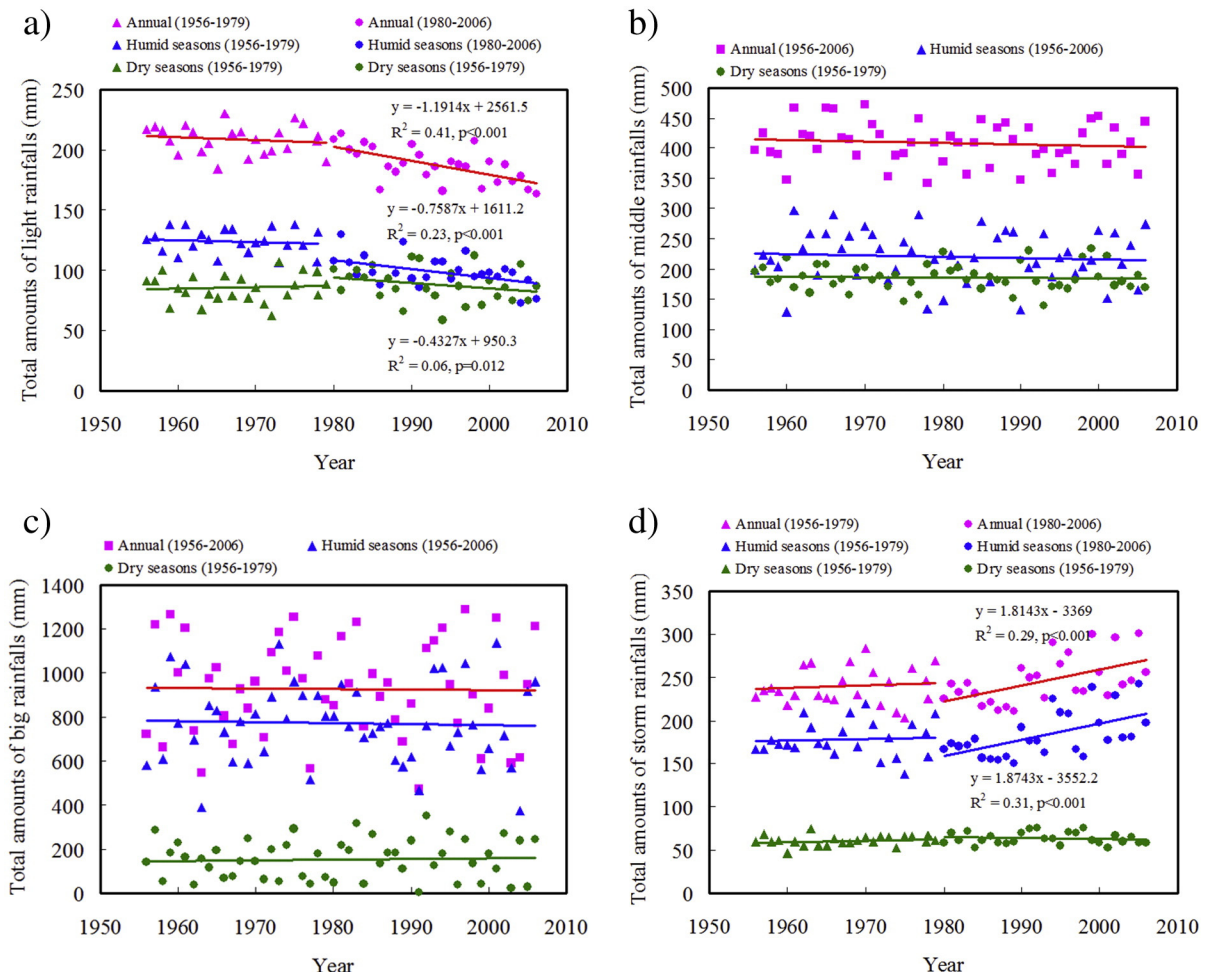 a)
Annual (1956-1979) Annual (1980-2006)
Humid seasons (1956-1979) Humid seasons (1980-2006)
Dry seasons (1956-1979) Dry seasons (1956-1979)
Total amounts of light rainfalls (mm)
250
200
150
100
50
0
y = -1.1914x + 2561.5
R² = 0.41, p<0.001
y = -0.7587x + 1611.2
R² = 0.23, p<0.001
y = -0.4327x + 950.3
R² = 0.06, p=0.012
1950 1960 1970 1980 1990 2000 2010
Year
b)
Annual (1956-2006) Humid seasons (1956-2006)
Dry seasons (1956-1979)
Total amounts of middle rainfalls (mm)
500
450
400
350
300
250
200
150
100
50
0
1950 1960 1970 1980 1990 2000 2010
Year
c)
Annual (1956-2006) Humid seasons (1956-2006)
Dry seasons (1956-1979)
Total amounts of big rainfalls (mm)
1400
1200
1000
800
600
400
200
0
1950 1960 1970 1980 1990 2000 2010
Year
d)
Annual (1956-1979) Annual (1980-2006)
Humid seasons (1956-1979) Humid seasons (1980-2006)
Dry seasons (1956-1979) Dry seasons (1956-1979)
Total amounts of storm rainfalls (mm)
350
300
250
200
150
100
50
0
y = 1.8143x - 3369
R² = 0.29, p<0.001
y = 1.8743x - 3552.2
R² = 0.31, p<0.001
1950 1960 1970 1980 1990 2000 2010
Year